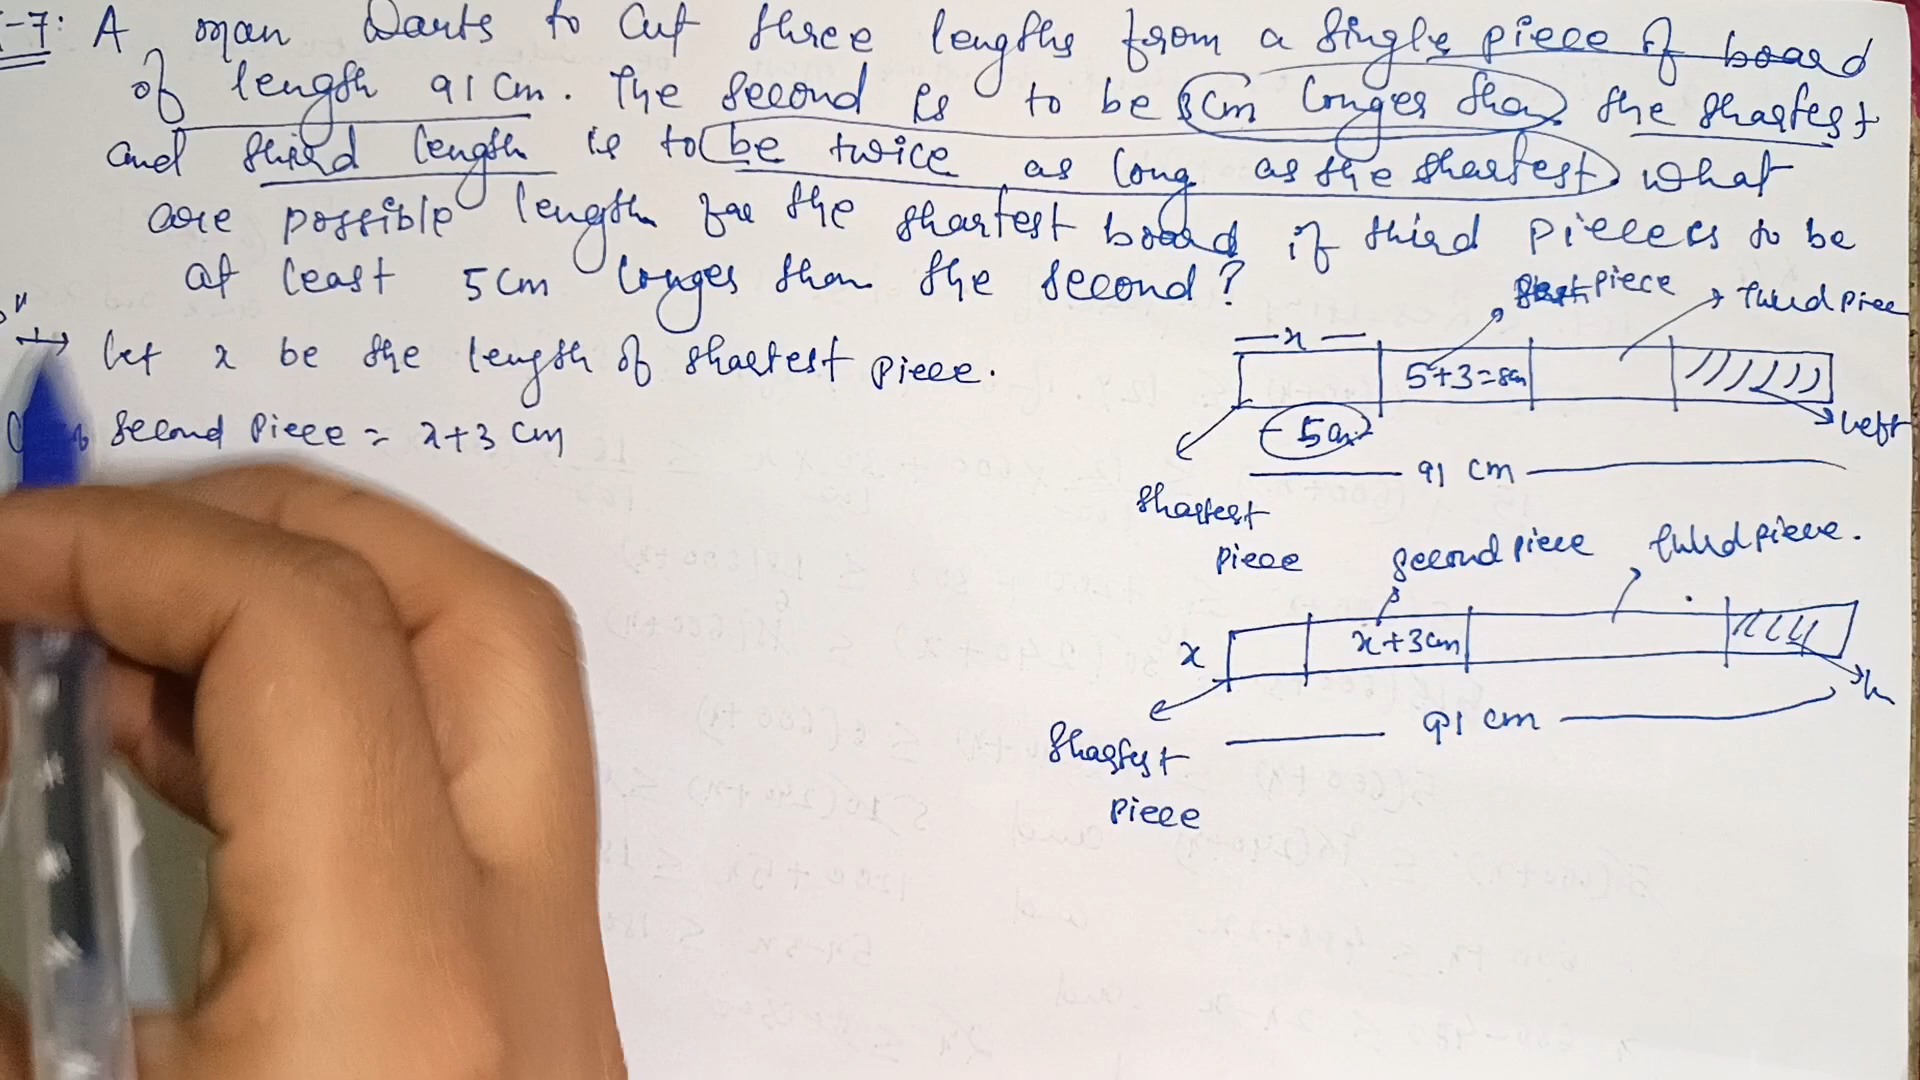 -7: A man wants to cut three lengths from a single piece of board
of length 91 cm. The second is to be 3cm longer than the shortest
and third length is to be twice as long as the shortest. What
are possible length for the shortest board if third piece is to be
at least 5 cm longer than the second?
let x be the length of shortest piece.
second piece = x+3 cm
piece third piece
x
5+3=8cm
5cm
left
91 cm
shortest
piece
second piece third piece.
x x+3cm
91 cm
shortest
piece